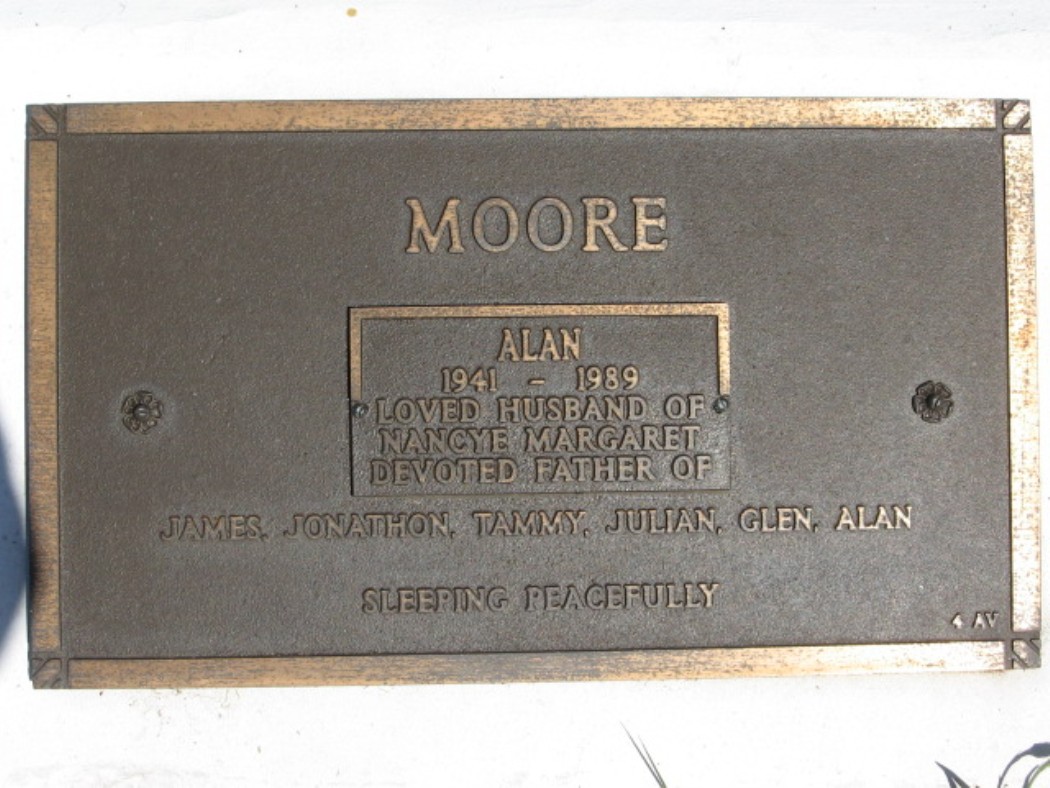 MOORE
ALAN
1941 - 1989
LOVED HUSBAND OF
NANCYE MARGARET
DEVOTED FATHER OF
JAMES, JONATHON, TAMMY, JULIAN, GLEN, ALAN
SLEEPING PEACEFULLY
4 AV